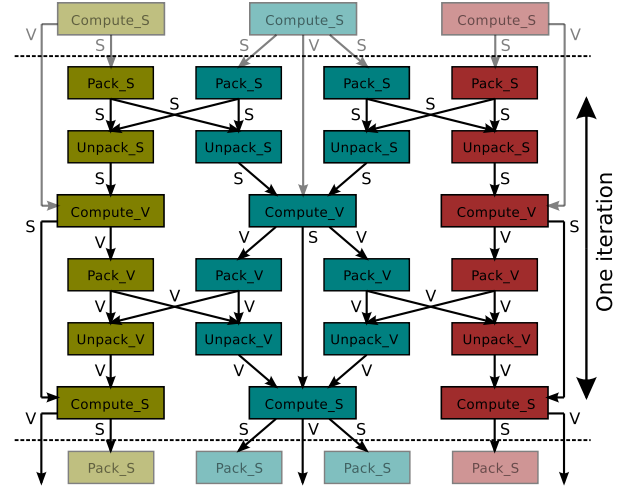 Compute_S Compute_S Compute_S
V S S V S S V
Pack_S Pack_S Pack_S Pack_S
S S S S S S
Unpack_S Unpack_S Unpack_S Unpack_S
S S S S
Compute_V Compute_V Compute_V
S V V S V V S
Pack_V Pack_V Pack_V Pack_V
V V V V V V
Unpack_V Unpack_V Unpack_V Unpack_V
V V V V
Compute_S Compute_S Compute_S
V S S V S S V
Pack_S Pack_S Pack_S Pack_S
One iteration